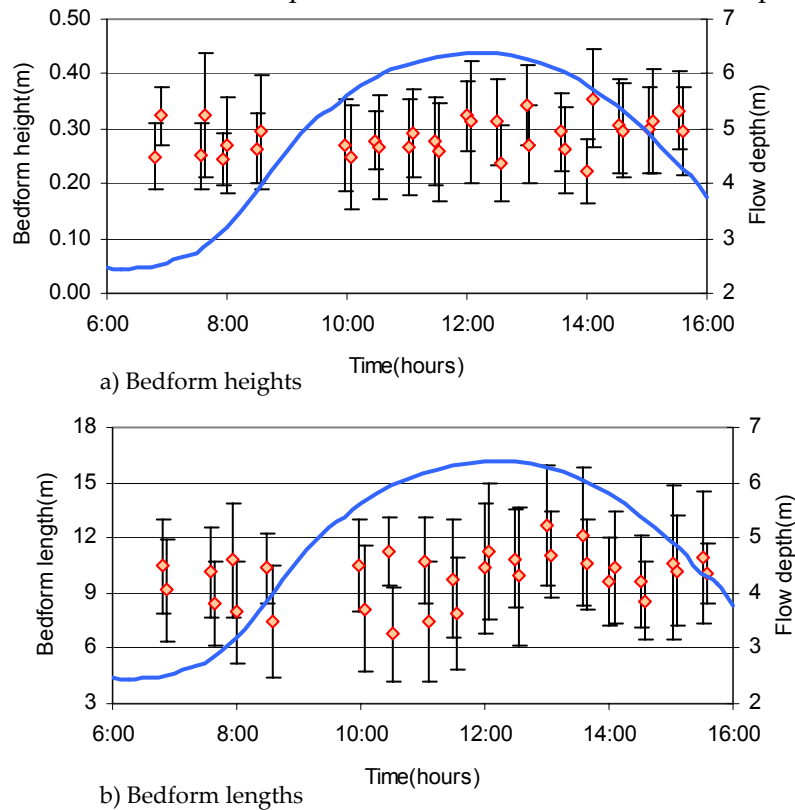 0.50
0.40
0.30
0.20
0.10
0.00
Bedform height(m)
7
6
5
4
3
2
Flow depth(m)
6:00 8:00 10:00 12:00 14:00 16:00
Time(hours)
a) Bedform heights
18
15
12
9
6
3
Bedform length(m)
7
6
5
4
3
2
Flow depth(m)
6:00 8:00 10:00 12:00 14:00 16:00
Time(hours)
b) Bedform lengths